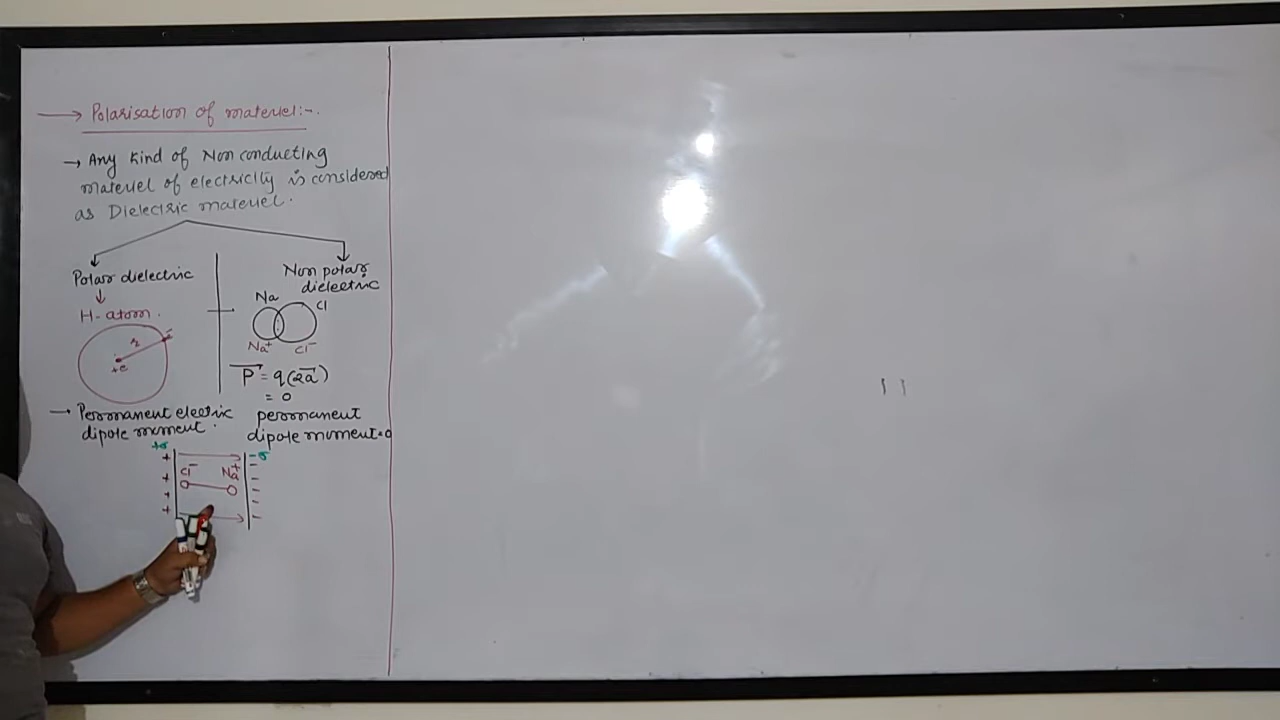 → Polarisation of materiel:-.
→ Any kind of Non conducting
materiel of electricity is considered
as Dielectric materiel.
Polar dielectric
↓
H-atom.
r
e-
+e
→ Permanent electric
dipole moment.
Non polar
dielectric
Na Cl
Na+ Cl-
P = q(2a)
= 0
permanent
dipole moment=0
+σ -σ
+ -
Cl- Na+
+ -
+ -
+ -